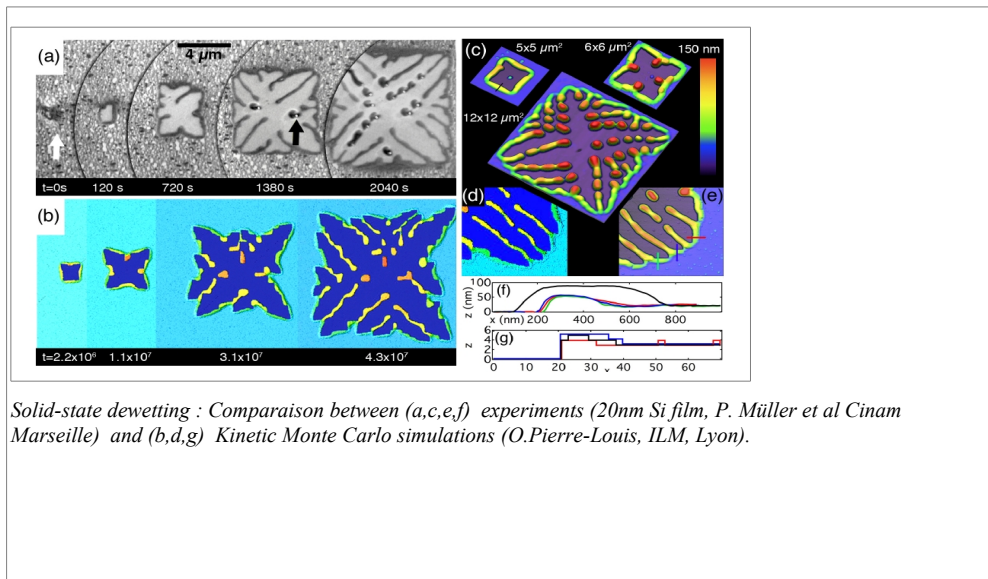 (a)
4 µm
t=0s 120 s 720 s 1380 s 2040 s
(b)
t=2.2x10⁶ 1.1x10⁷ 3.1x10⁷ 4.3x10⁷
(c)
5x5 µm²
6x6 µm²
150 nm
12x12 µm²
(d)
(e)
(f)
z (nm)
100
50
0
x (nm) 200 400 600 800
(g)
z
6
4
2
0
0 10 20 30 40 50 60
Solid-state dewetting : Comparaison between (a,c,e,f) experiments (20nm Si film, P. Müller et al Cinam
Marseille) and (b,d,g) Kinetic Monte Carlo simulations (O.Pierre-Louis, ILM, Lyon).